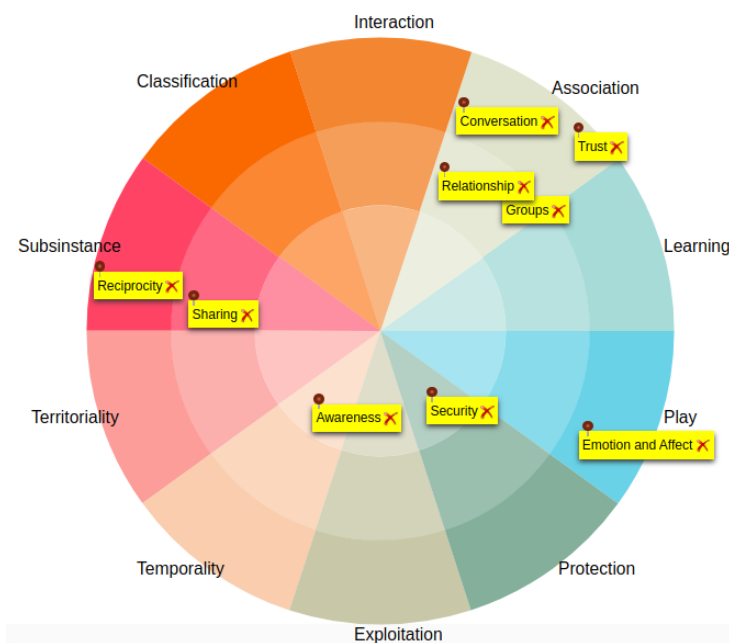 Interaction
Classification
Association
Conversation
Trust
Relationship
Groups
Subsinstance
Learning
Reciprocity
Sharing
Territoriality
Awareness
Security
Play
Emotion and Affect
Temporality
Protection
Exploitation